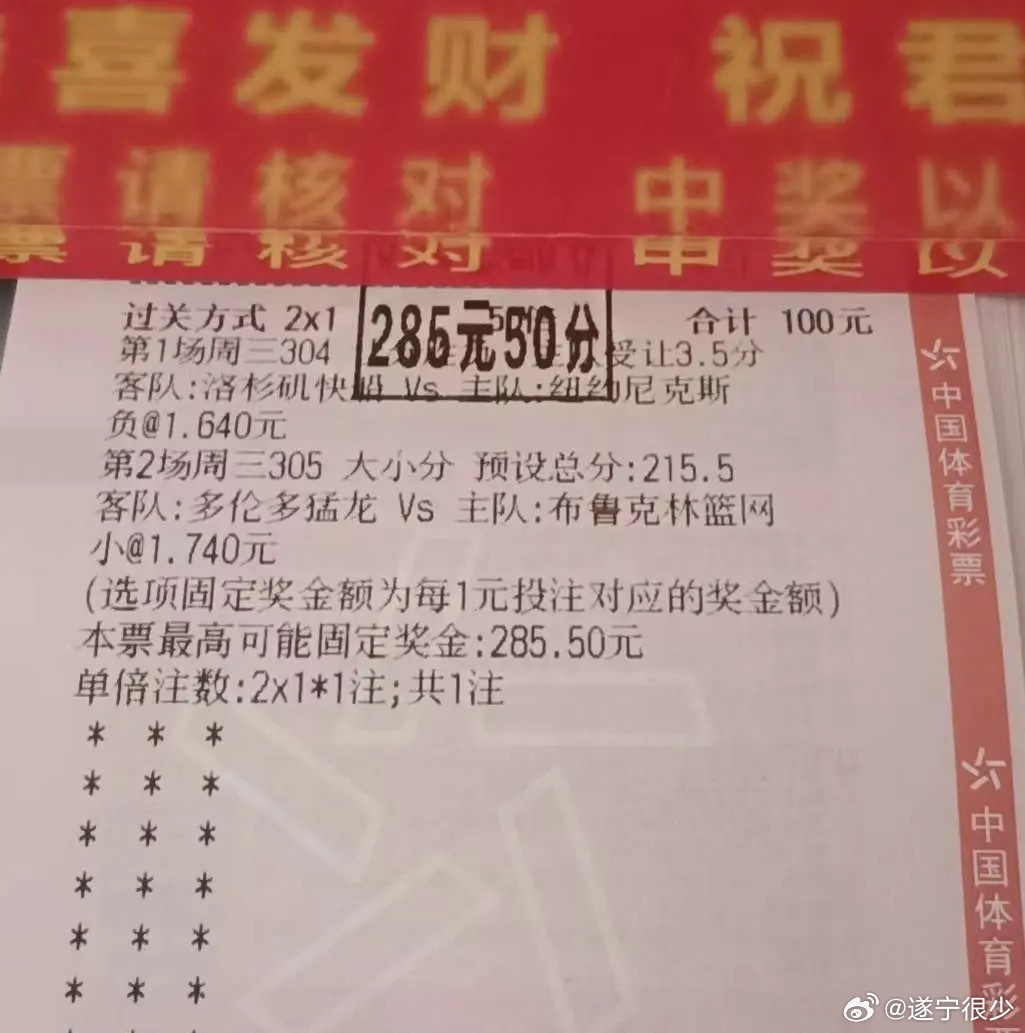 喜发财 祝君
票请核对 中奖以
票请核对 中奖以
过关方式 2x1
合计 100元
285元50分
第1场周三304
受让3.5分
客队:洛杉矶快船 Vs 主队:纽约尼克斯
负@1.640元
第2场周三305 大小分 预设总分:215.5
客队:多伦多猛龙 Vs 主队:布鲁克林篮网
小@1.740元
(选项固定奖金额为每1元投注对应的奖金额)
本票最高可能固定奖金:285.50元
单倍注数:2x1*1注;共1注
* * *
* * *
* * *
* * *
* * *
* * *
中国体育彩票
中国体育彩
@遂宁很少